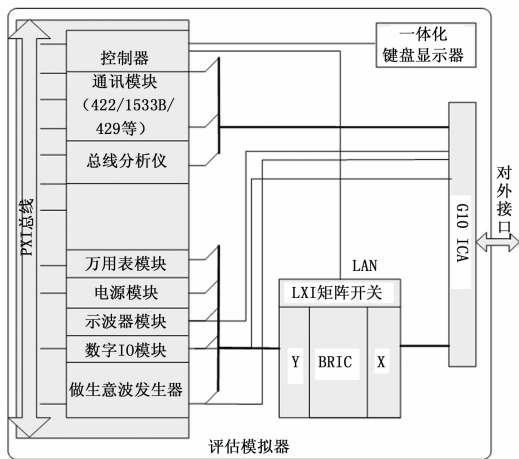 控制器
通讯模块
（422/1533B/
429等）
总线分析仪
万用表模块
电源模块
示波器模块
数字IO模块
做生意波发生器
PXI总线
一体化
键盘显示器
LAN
LXI矩阵开关
Y
BRIC
X
G10 ICA
对外接口
评估模拟器